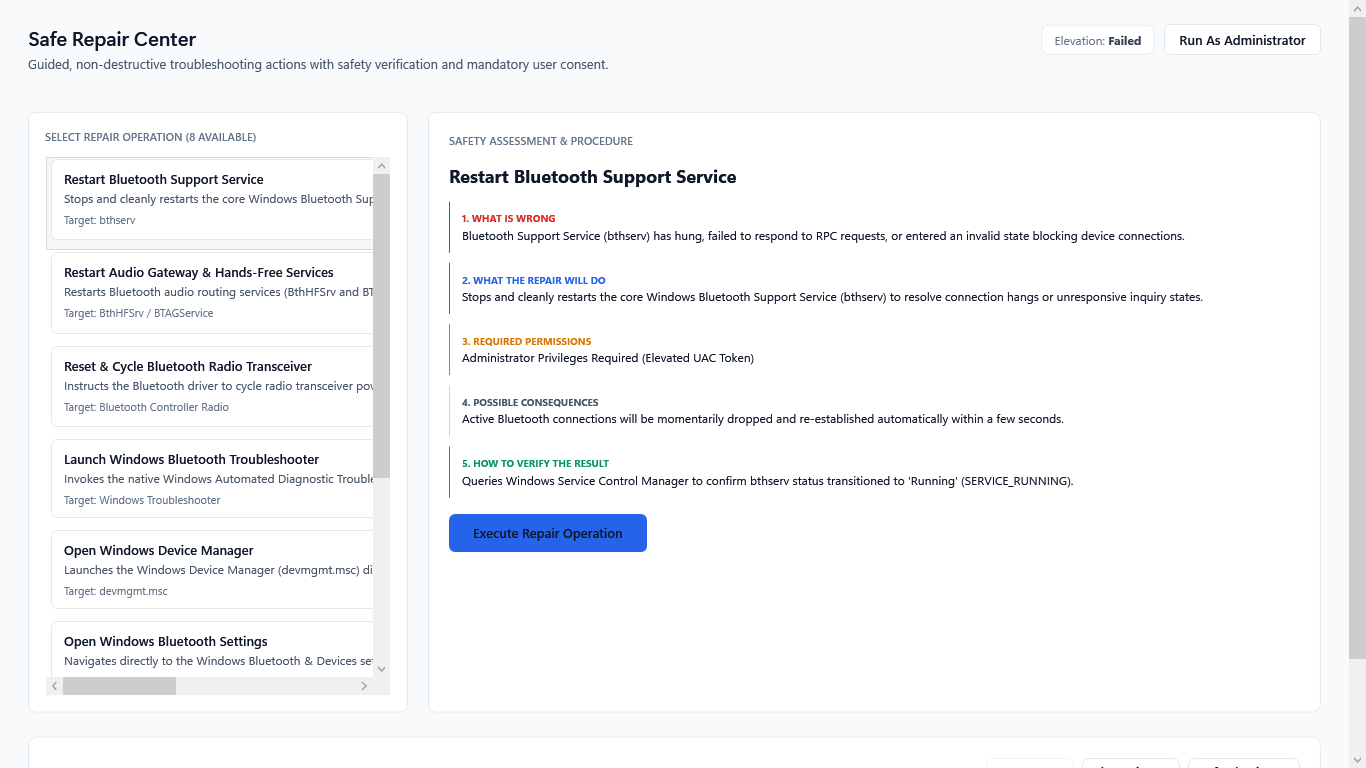 Safe Repair Center
Guided, non-destructive troubleshooting actions with safety verification and mandatory user consent.
Elevation: Failed
Run As Administrator
SELECT REPAIR OPERATION (8 AVAILABLE)
Restart Bluetooth Support Service
Stops and cleanly restarts the core Windows Bluetooth Sup
Target: bthserv
Restart Audio Gateway & Hands-Free Services
Restarts Bluetooth audio routing services (BthHFSrv and BT
Target: BthHFSrv / BTAGService
Reset & Cycle Bluetooth Radio Transceiver
Instructs the Bluetooth driver to cycle radio transceiver pow
Target: Bluetooth Controller Radio
Launch Windows Bluetooth Troubleshooter
Invokes the native Windows Automated Diagnostic Trouble
Target: Windows Troubleshooter
Open Windows Device Manager
Launches the Windows Device Manager (devmgmt.msc) di
Target: devmgmt.msc
Open Windows Bluetooth Settings
Navigates directly to the Windows Bluetooth & Devices set
SAFETY ASSESSMENT & PROCEDURE
Restart Bluetooth Support Service
1. WHAT IS WRONG
Bluetooth Support Service (bthserv) has hung, failed to respond to RPC requests, or entered an invalid state blocking device connections.
2. WHAT THE REPAIR WILL DO
Stops and cleanly restarts the core Windows Bluetooth Support Service (bthserv) to resolve connection hangs or unresponsive inquiry states.
3. REQUIRED PERMISSIONS
Administrator Privileges Required (Elevated UAC Token)
4. POSSIBLE CONSEQUENCES
Active Bluetooth connections will be momentarily dropped and re-established automatically within a few seconds.
5. HOW TO VERIFY THE RESULT
Queries Windows Service Control Manager to confirm bthserv status transitioned to 'Running' (SERVICE_RUNNING).
Execute Repair Operation